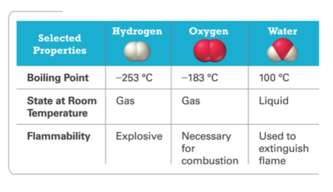 Selected Properties Hydrogen Oxygen Water
Boiling Point −253 °C −183 °C 100 °C
State at Room Temperature Gas Gas Liquid
Flammability Explosive Necessary for combustion Used to extinguish flame